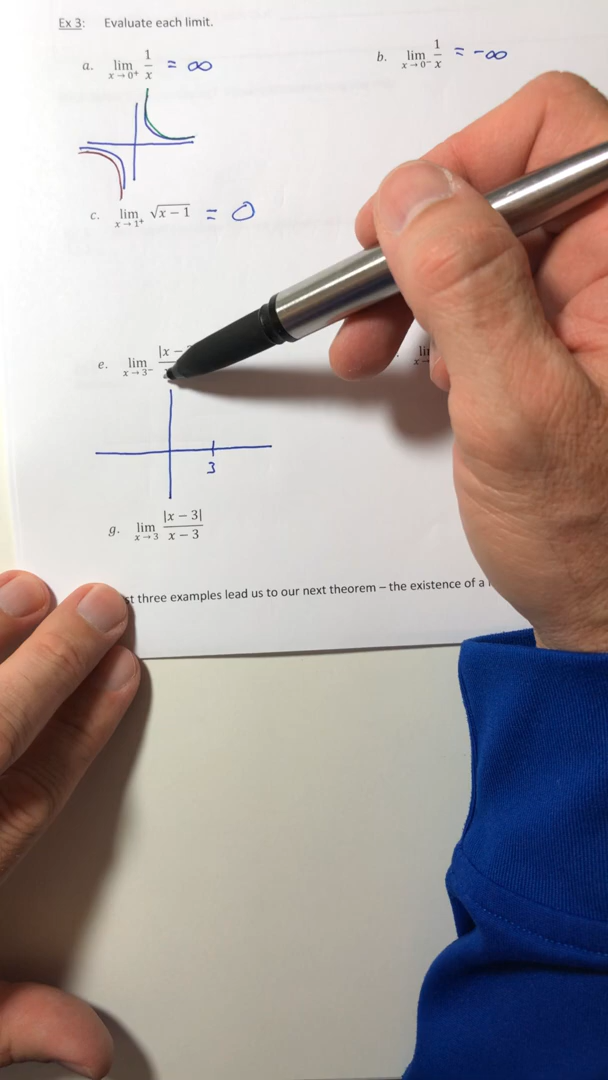 Ex 3: Evaluate each limit.
a. lim x→0⁺ 1/x = ∞
b. lim x→0⁻ 1/x = -∞
c. lim x→1⁺ √x − 1 = 0
e. lim x→3⁻ |x −
3
g. lim x→3 |x − 3|/x − 3
three examples lead us to our next theorem – the existence of a